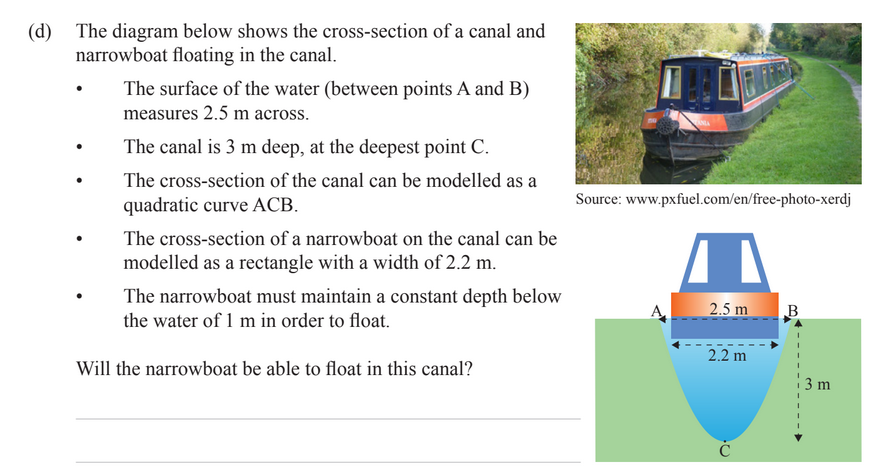 (d) The diagram below shows the cross-section of a canal and
narrowboat floating in the canal.
• The surface of the water (between points A and B)
measures 2.5 m across.
• The canal is 3 m deep, at the deepest point C.
• The cross-section of the canal can be modelled as a
quadratic curve ACB.
• The cross-section of a narrowboat on the canal can be
modelled as a rectangle with a width of 2.2 m.
• The narrowboat must maintain a constant depth below
the water of 1 m in order to float.
Will the narrowboat be able to float in this canal?
Source: www.pxfuel.com/en/free-photo-xerdj
A 2.5 m B
2.2 m
3 m
C